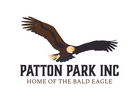 PATTON PARK INC
HOME OF THE BALD EAGLE